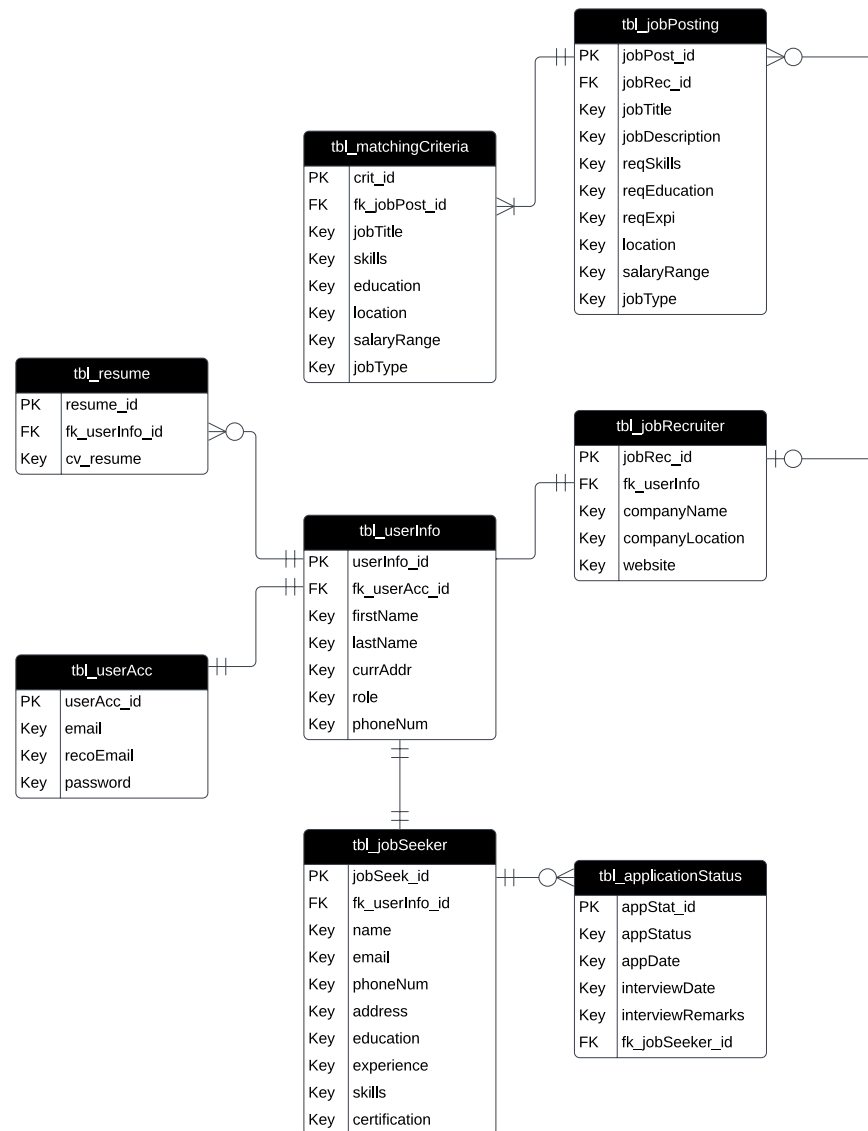 tbl_jobPosting
PK jobPost_id
FK jobRec_id
Key jobTitle
Key jobDescription
Key reqSkills
Key reqEducation
Key reqExpi
Key location
Key salaryRange
Key jobType
tbl_matchingCriteria
PK crit_id
FK fk_jobPost_id
Key jobTitle
Key skills
Key education
Key location
Key salaryRange
Key jobType
tbl_resume
PK resume_id
FK fk_userInfo_id
Key cv_resume
tbl_jobRecruiter
PK jobRec_id
FK fk_userInfo
Key companyName
Key companyLocation
Key website
tbl_userInfo
PK userInfo_id
FK fk_userAcc_id
Key firstName
Key lastName
Key currAddr
Key role
Key phoneNum
tbl_userAcc
PK userAcc_id
Key email
Key recoEmail
Key password
tbl_jobSeeker
PK jobSeek_id
FK fk_userInfo_id
Key name
Key email
Key phoneNum
Key address
Key education
Key experience
Key skills
Key certification
tbl_applicationStatus
PK appStat_id
Key appStatus
Key appDate
Key interviewDate
Key interviewRemarks
FK fk_jobSeeker_id